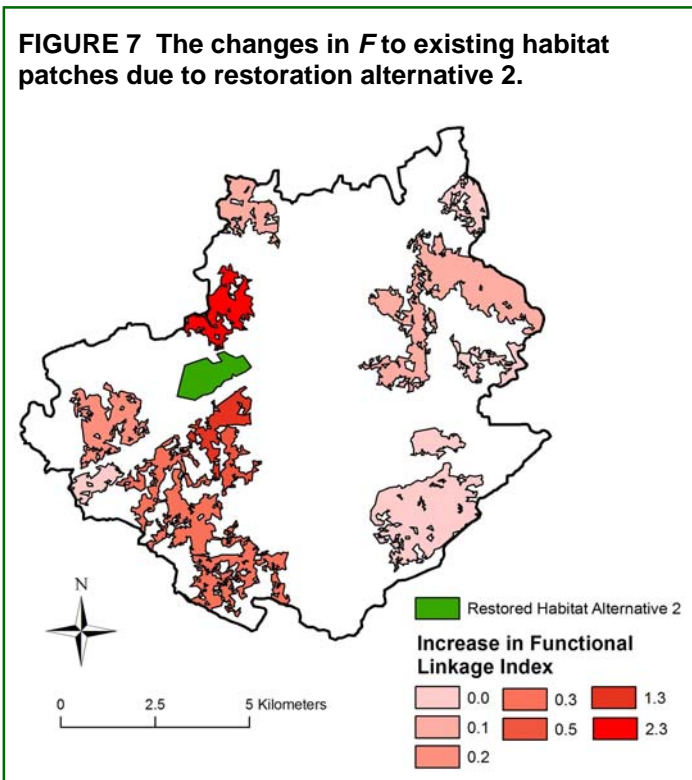 FIGURE 7 The changes in F to existing habitat
patches due to restoration alternative 2.
N
0 2.5 5 Kilometers
Restored Habitat Alternative 2
Increase in Functional
Linkage Index
0.0 0.3 1.3
0.1 0.5 2.3
0.2